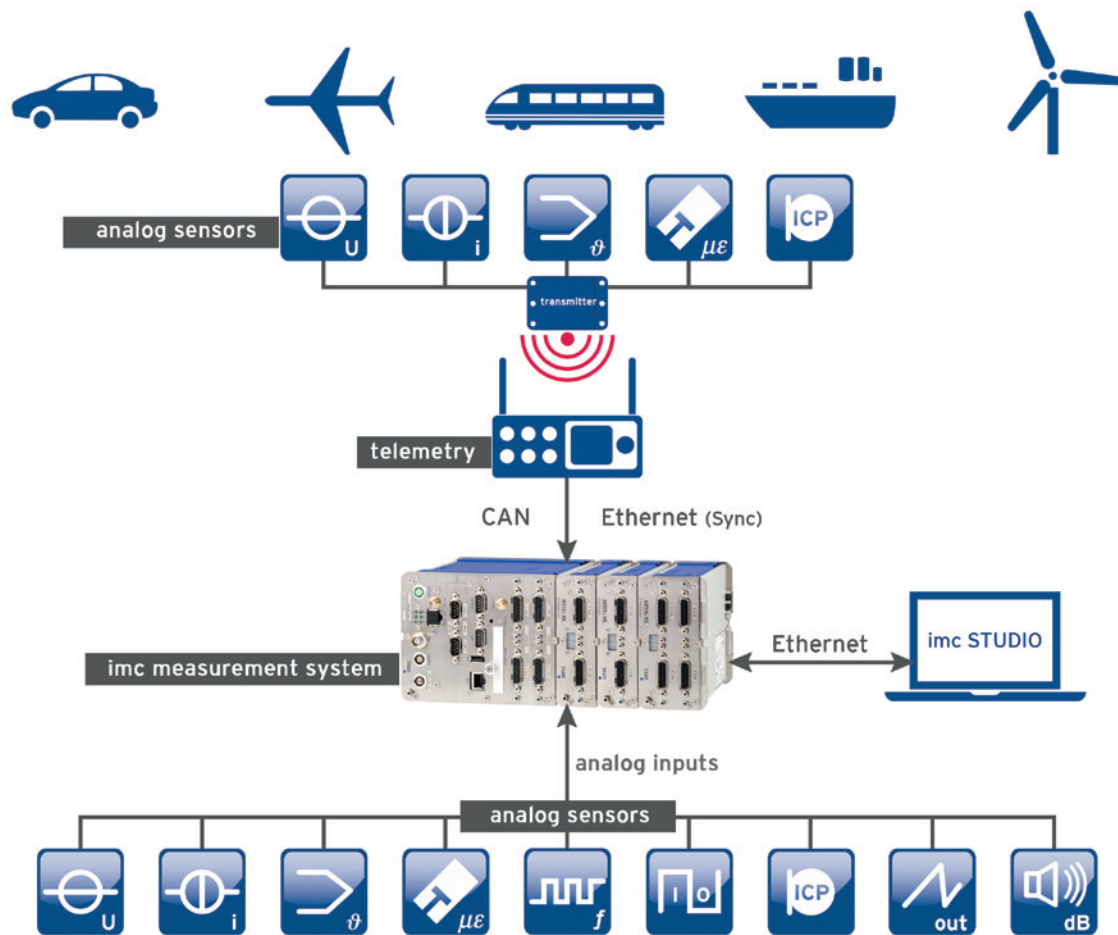 analog sensors
U
i
ϑ
µε
ICP
transmitter
telemetry
CAN
Ethernet (Sync)
imc measurement system
Ethernet
imc STUDIO
analog inputs
analog sensors
U
i
ϑ
µε
f
I O
ICP
out
dB